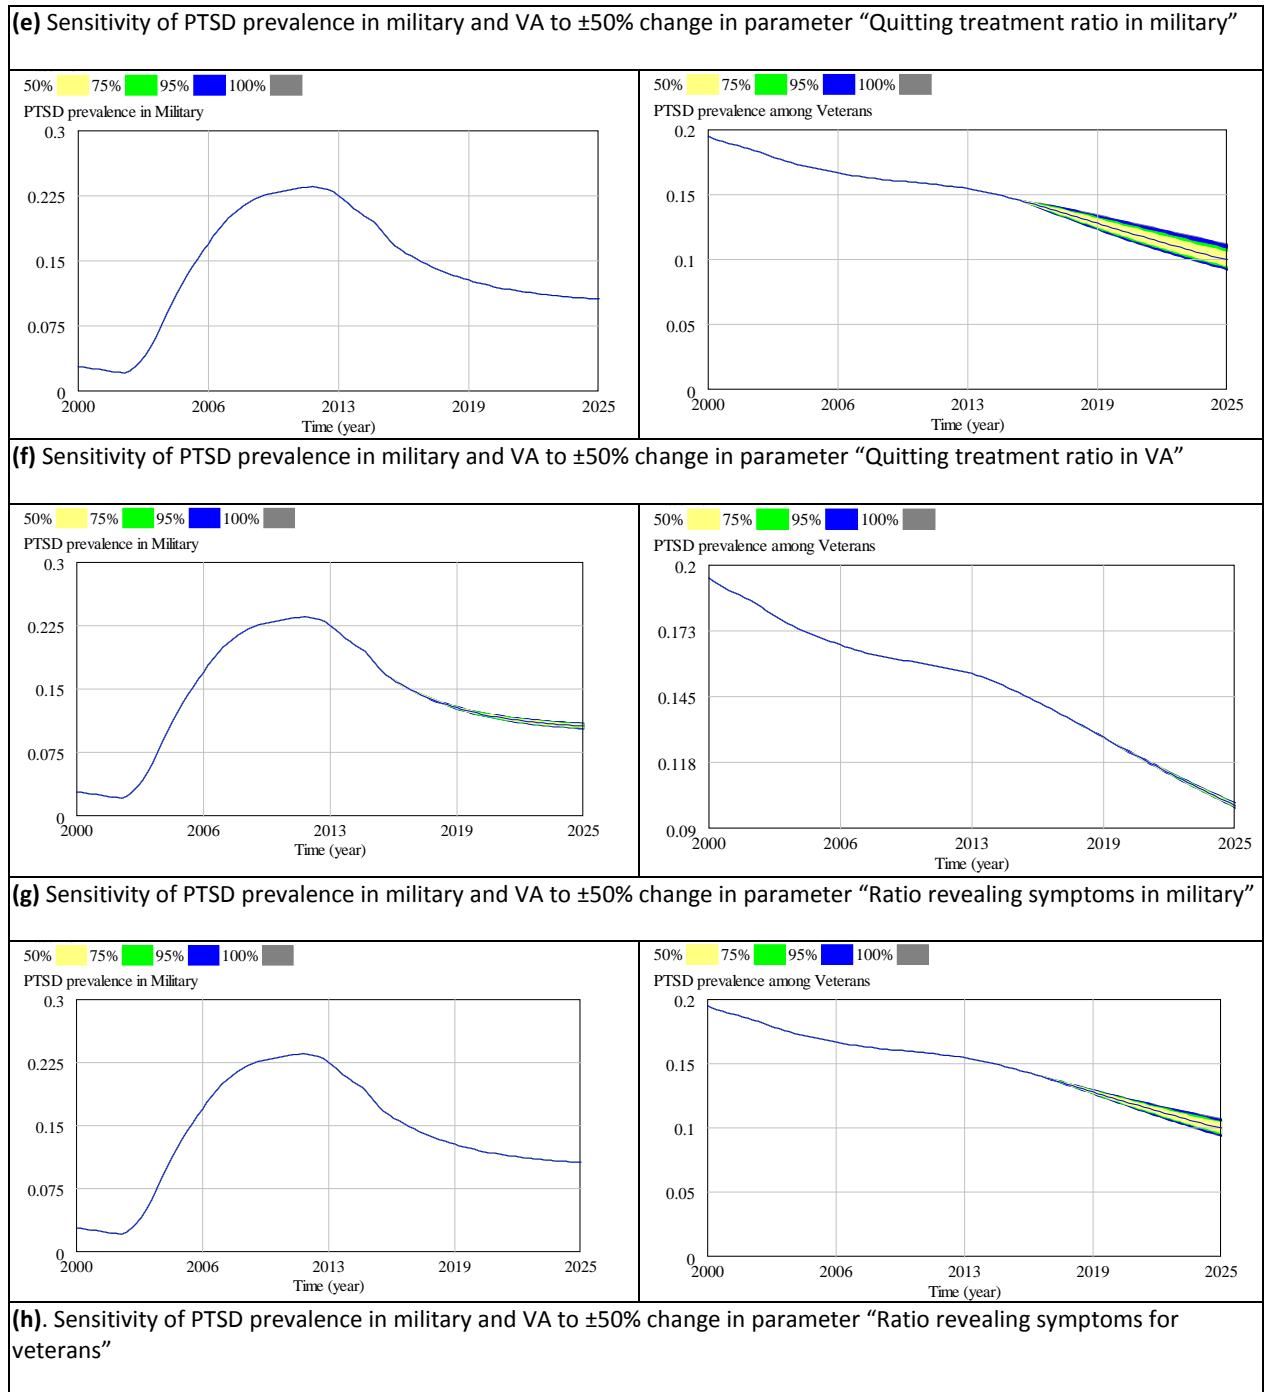 (e) Sensitivity of PTSD prevalence in military and VA to ±50% change in parameter “Quitting treatment ratio in military”
50% 75% 95% 100%
PTSD prevalence in Military
0.3
0.225
0.15
0.075
0
2000 2006 2013 2019 2025
Time (year)
50% 75% 95% 100%
PTSD prevalence among Veterans
0.2
0.15
0.1
0.05
0
2000 2006 2013 2019 2025
Time (year)
(f) Sensitivity of PTSD prevalence in military and VA to ±50% change in parameter “Quitting treatment ratio in VA”
50% 75% 95% 100%
PTSD prevalence in Military
0.3
0.225
0.15
0.075
0
2000 2006 2013 2019 2025
Time (year)
50% 75% 95% 100%
PTSD prevalence among Veterans
0.2
0.173
0.145
0.118
0.09
2000 2006 2013 2019 2025
Time (year)
(g) Sensitivity of PTSD prevalence in military and VA to ±50% change in parameter “Ratio revealing symptoms in military”
50% 75% 95% 100%
PTSD prevalence in Military
0.3
0.225
0.15
0.075
0
2000 2006 2013 2019 2025
Time (year)
50% 75% 95% 100%
PTSD prevalence among Veterans
0.2
0.15
0.1
0.05
0
2000 2006 2013 2019 2025
Time (year)
(h). Sensitivity of PTSD prevalence in military and VA to ±50% change in parameter “Ratio revealing symptoms for
veterans”